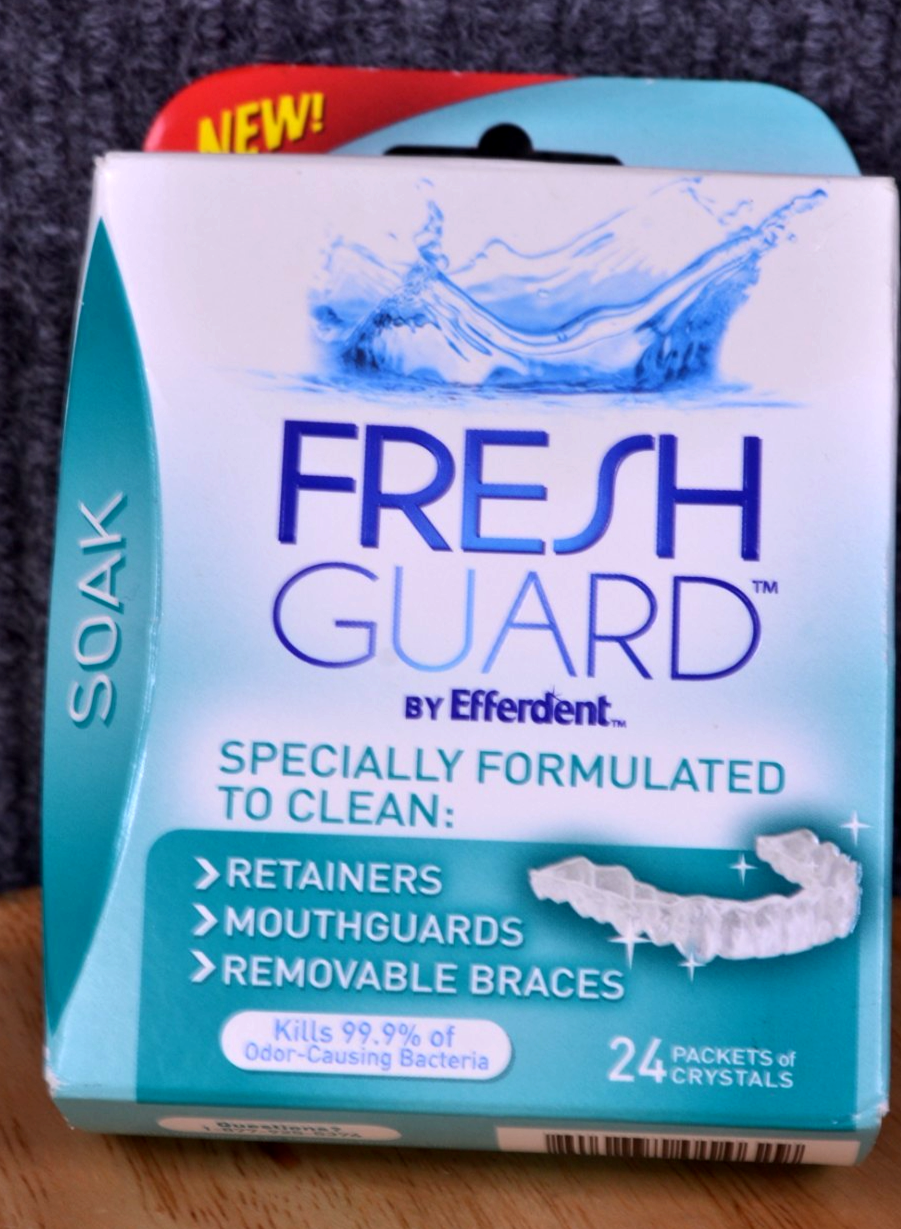 NEW!
FRESH
GUARD™
BY Efferdent™
SOAK
SPECIALLY FORMULATED
TO CLEAN:
RETAINERS
MOUTHGUARDS
REMOVABLE BRACES
Kills 99.9% of
Odor-Causing Bacteria
24 PACKETS of
CRYSTALS
Questions?